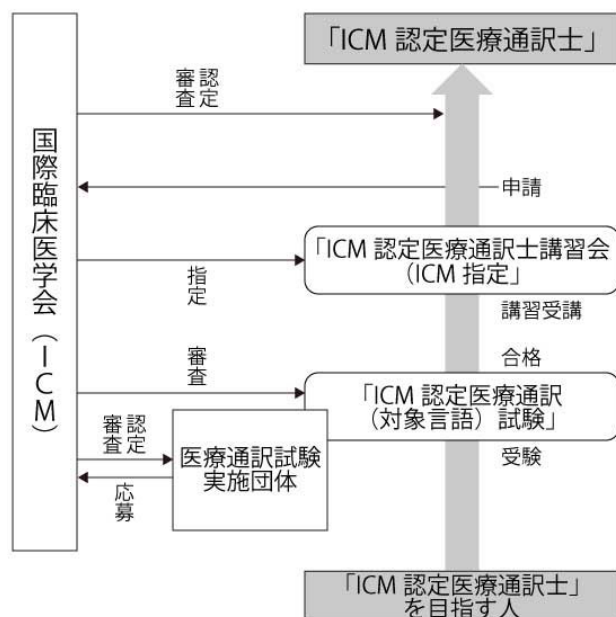 「ICM 認定医療通訳士」
審査
認定
申請
国際臨床医学会（ICM）
「ICM 認定医療通訳士講習会
（ICM 指定」
指定
講習受講
合格
審査
「ICM 認定医療通訳
（対象言語）試験」
審査
認定
医療通訳試験
実施団体
受験
応募
「ICM 認定医療通訳士」
を目指す人